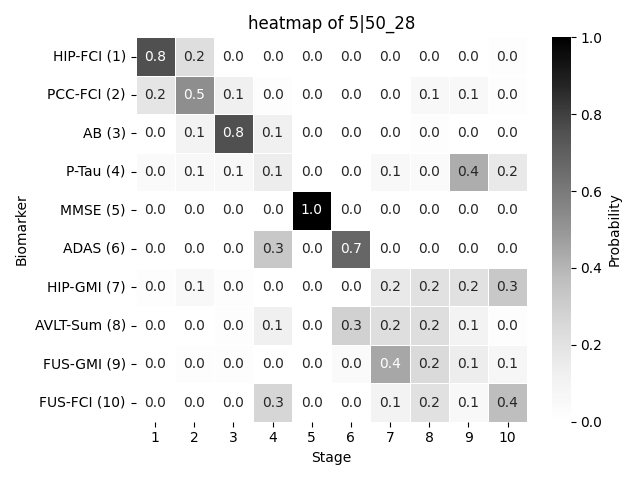 heatmap of 5|50_28
HIP-FCI (1) 0.8 0.2 0.0 0.0 0.0 0.0 0.0 0.0 0.0 0.0
PCC-FCI (2) 0.2 0.5 0.1 0.0 0.0 0.0 0.0 0.1 0.1 0.0
AB (3) 0.0 0.1 0.8 0.1 0.0 0.0 0.0 0.0 0.0 0.0
P-Tau (4) 0.0 0.1 0.1 0.1 0.0 0.0 0.1 0.0 0.4 0.2
MMSE (5) 0.0 0.0 0.0 0.0 1.0 0.0 0.0 0.0 0.0 0.0
ADAS (6) 0.0 0.0 0.0 0.3 0.0 0.7 0.0 0.0 0.0 0.0
HIP-GMI (7) 0.0 0.1 0.0 0.0 0.0 0.0 0.2 0.2 0.2 0.3
AVLT-Sum (8) 0.0 0.0 0.0 0.1 0.0 0.3 0.2 0.2 0.1 0.0
FUS-GMI (9) 0.0 0.0 0.0 0.0 0.0 0.0 0.4 0.2 0.1 0.1
FUS-FCI (10) 0.0 0.0 0.0 0.3 0.0 0.0 0.1 0.2 0.1 0.4
1 2 3 4 5 6 7 8 9 10
Stage
Biomarker
1.0
0.8
0.6
0.4
0.2
0.0
Probability